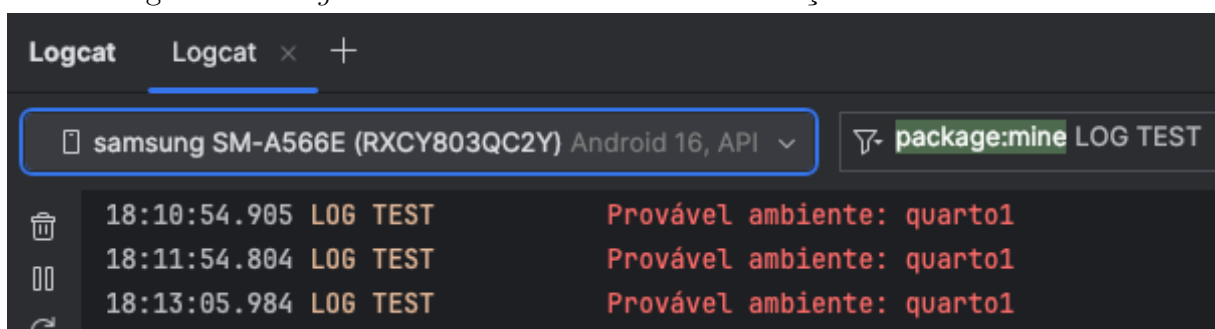 Logcat Logcat × +
samsung SM-A566E (RXCY803QC2Y) Android 16, API package:mine LOG TEST
18:10:54.905 LOG TEST Provável ambiente: quarto1
18:11:54.804 LOG TEST Provável ambiente: quarto1
18:13:05.984 LOG TEST Provável ambiente: quarto1